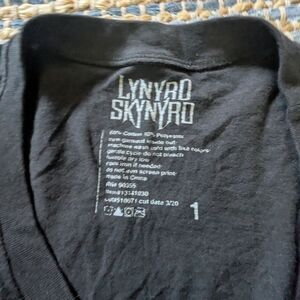 LYNYRD
SKYNYRD
60% Cotton 40% Polyester
turn garment inside out
machine wash cold with like colors
gentle cycle do not bleach
tumble dry low
cool iron if needed
do not iron screen print
made in China
cut date 3/20
1